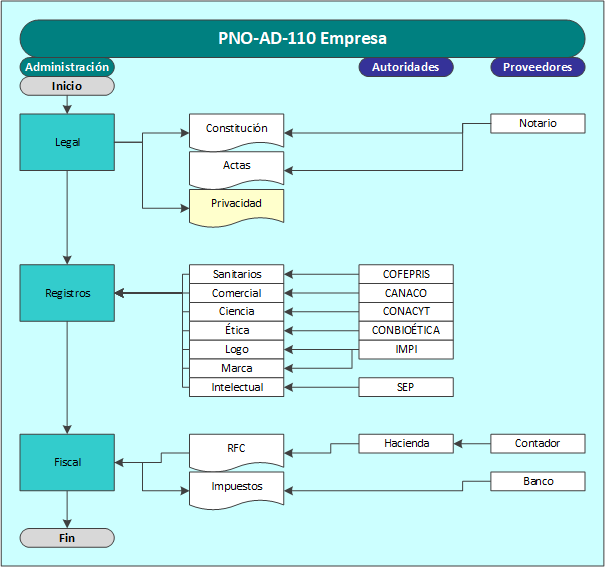 PNO-AD-110 Empresa
Administración
Autoridades
Proveedores
Inicio
Legal
Constitución
Notario
Actas
Privacidad
Registros
Sanitarios
COFEPRIS
Comercial
CANACO
Ciencia
CONACYT
Ética
CONBIOÉTICA
Logo
IMPI
Marca
Intelectual
SEP
Fiscal
RFC
Hacienda
Contador
Impuestos
Banco
Fin